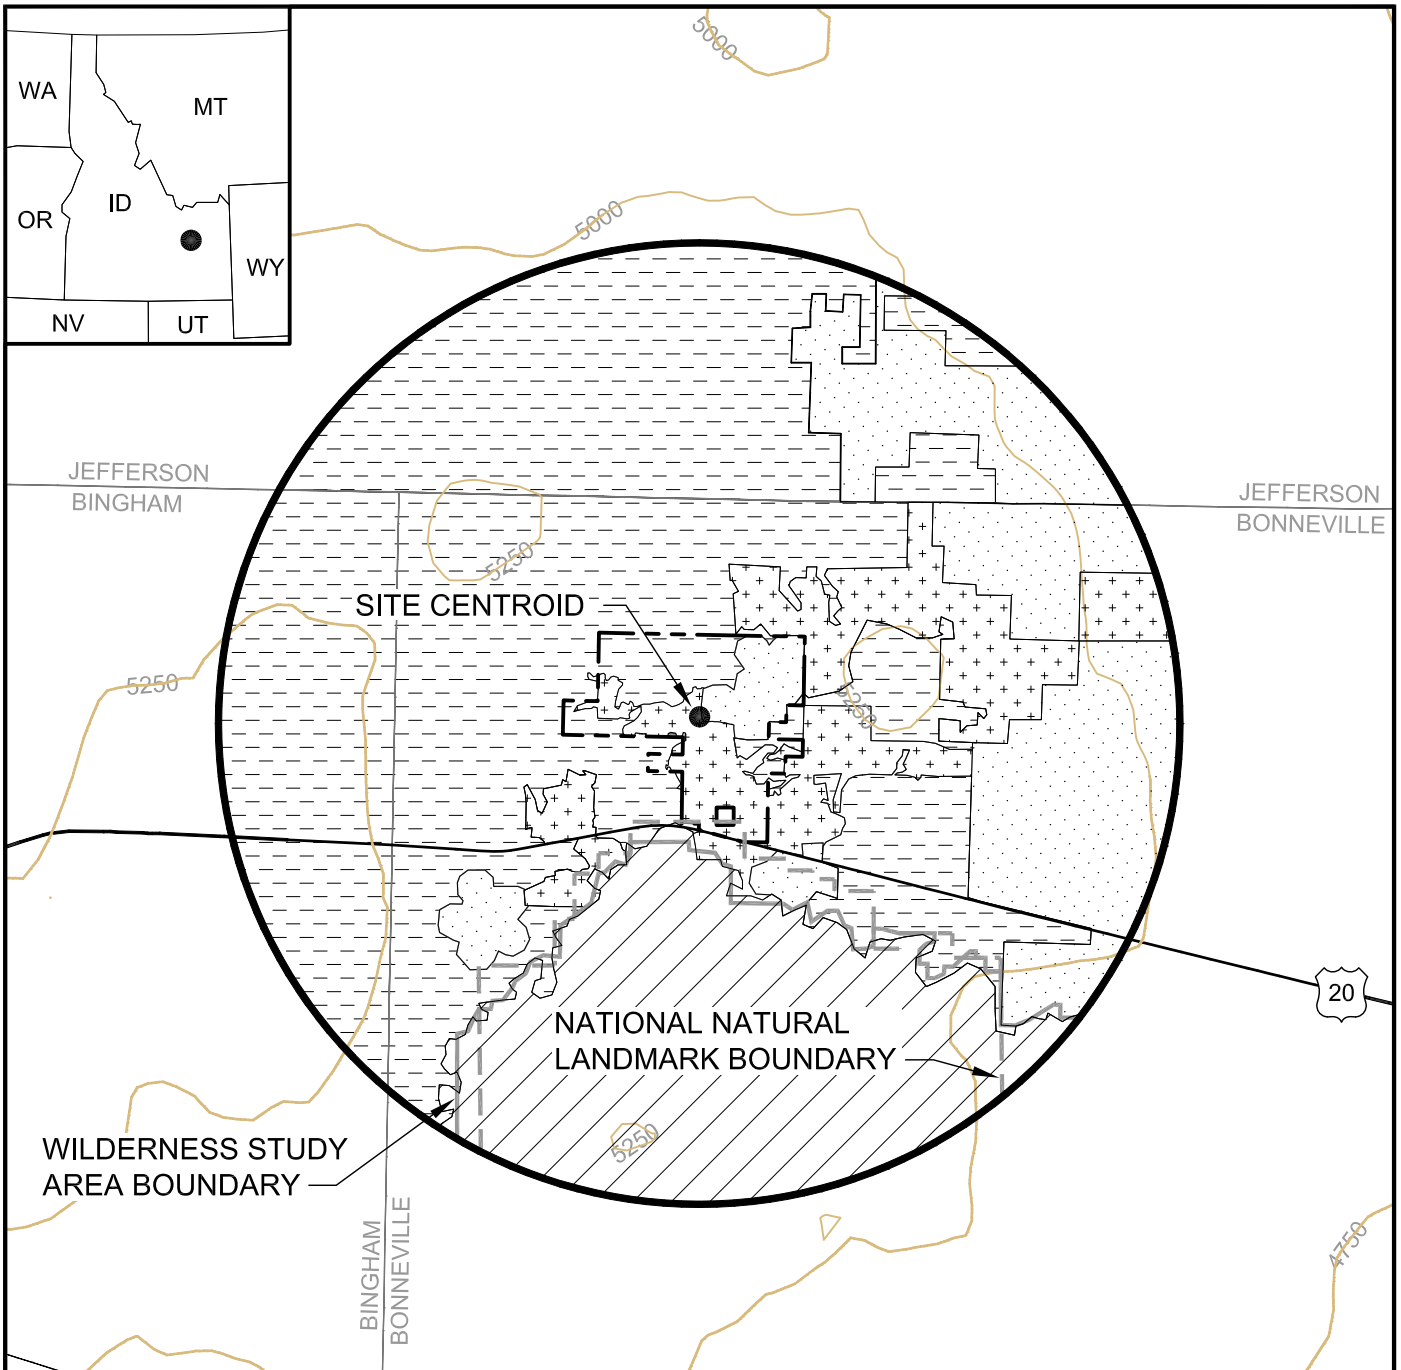 WA
MT
OR
ID
WY
NV
UT
5000
5000
JEFFERSON
BINGHAM
JEFFERSON
BONNEVILLE
5250
SITE CENTROID
5250
5250
20
NATIONAL NATURAL
LANDMARK BOUNDARY
WILDERNESS STUDY
AREA BOUNDARY
5250
BINGHAM
BONNEVILLE
4750